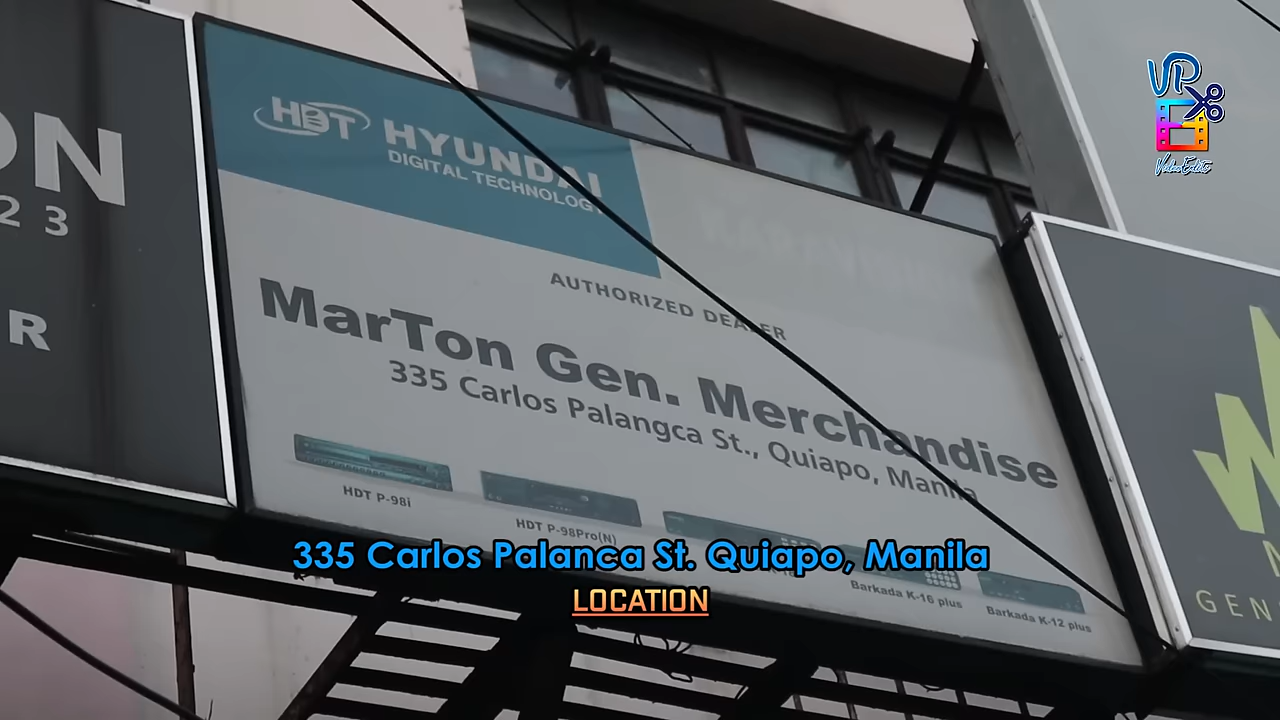 ON
23
R
HDT HYUNDAI
DIGITAL TECHNOLOGY
AUTHORIZED DEALER
MarTon Gen. Merchandise
335 Carlos Palangca St., Quiapo, Manila
HDT P-98i
HDT P-98Pro(N)
Barkada K-16 plus
Barkada K-12 plus
335 Carlos Palanca St. Quiapo, Manila
LOCATION
GEN
VP
Video Edits